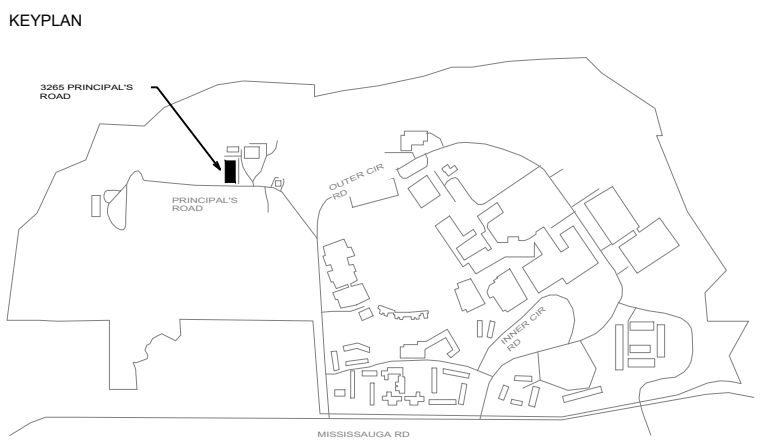 KEYPLAN
3265 PRINCIPAL'S
ROAD
OUTER CIR
RD
PRINCIPAL'S
ROAD
INNER CIR
RD
MISSISSAUGA RD